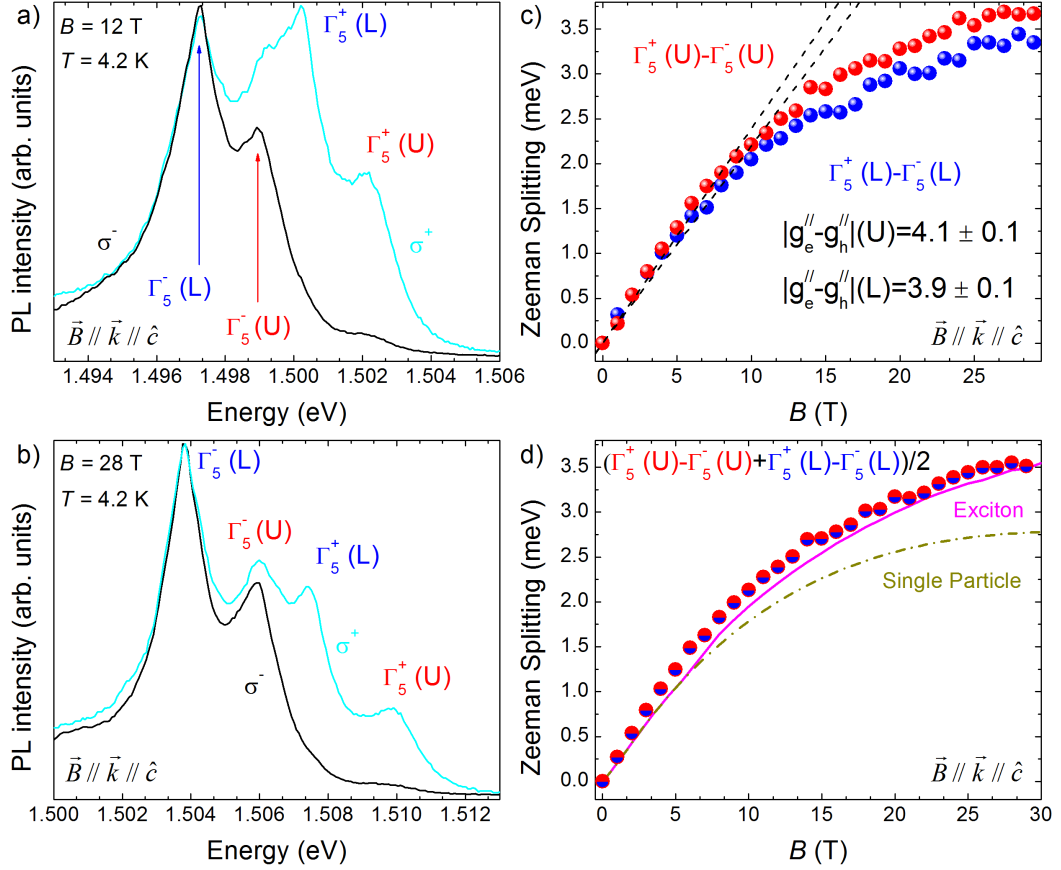 a)
B = 12 T
T = 4.2 K
Γ₅⁺ (L)
Γ₅⁺ (U)
σ⁻
σ⁺
Γ₅⁻ (L)
Γ₅⁻ (U)
B⃗ // k⃗ // ĉ
PL intensity (arb. units)
1.494 1.496 1.498 1.500 1.502 1.504 1.506
Energy (eV)
c)
Γ₅⁺ (U)-Γ₅⁻ (U)
Γ₅⁺ (L)-Γ₅⁻ (L)
|gₑ^//-gₕ^//|(U)=4.1 ± 0.1
|gₑ^//-gₕ^//|(L)=3.9 ± 0.1
B⃗ // k⃗ // ĉ
Zeeman Splitting (meV)
3.5
3.0
2.5
2.0
1.5
1.0
0.5
0.0
0 5 10 15 20 25 30
B (T)
b)
B = 28 T
T = 4.2 K
Γ₅⁻ (L)
Γ₅⁻ (U)
Γ₅⁺ (L)
σ⁺
σ⁻
Γ₅⁺ (U)
B⃗ // k⃗ // ĉ
PL intensity (arb. units)
1.500 1.502 1.504 1.506 1.508 1.510 1.512
Energy (eV)
d)
(Γ₅⁺ (U)-Γ₅⁻ (U)+Γ₅⁺ (L)-Γ₅⁻ (L))/2
Exciton
Single Particle
B⃗ // k⃗ // ĉ
Zeeman Splitting (meV)
3.5
3.0
2.5
2.0
1.5
1.0
0.5
0.0
0 5 10 15 20 25 30
B (T)